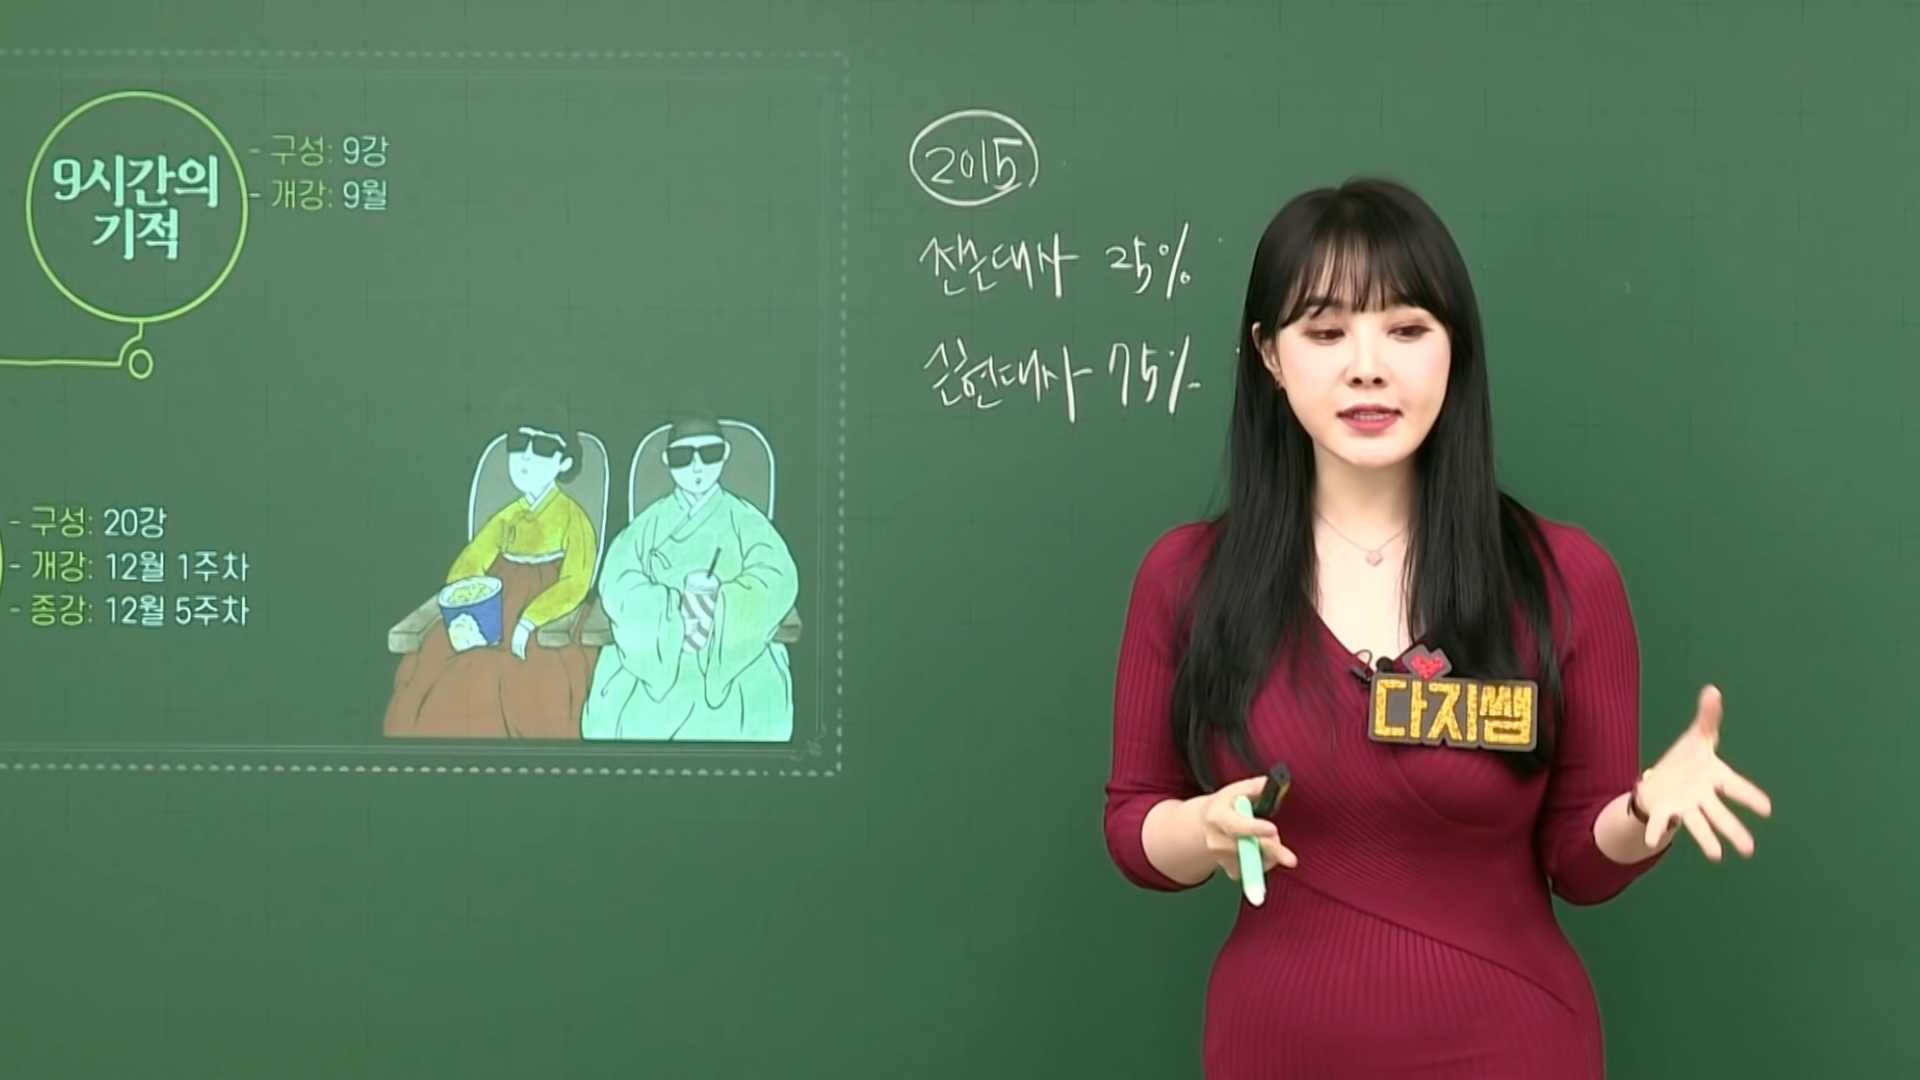 9시간의
기적
- 구성: 9강
- 개강: 9월
- 구성: 20강
- 개강: 12월 1주차
- 종강: 12월 5주차
2015
전근대사 25%
근현대사 75%
다지쌤